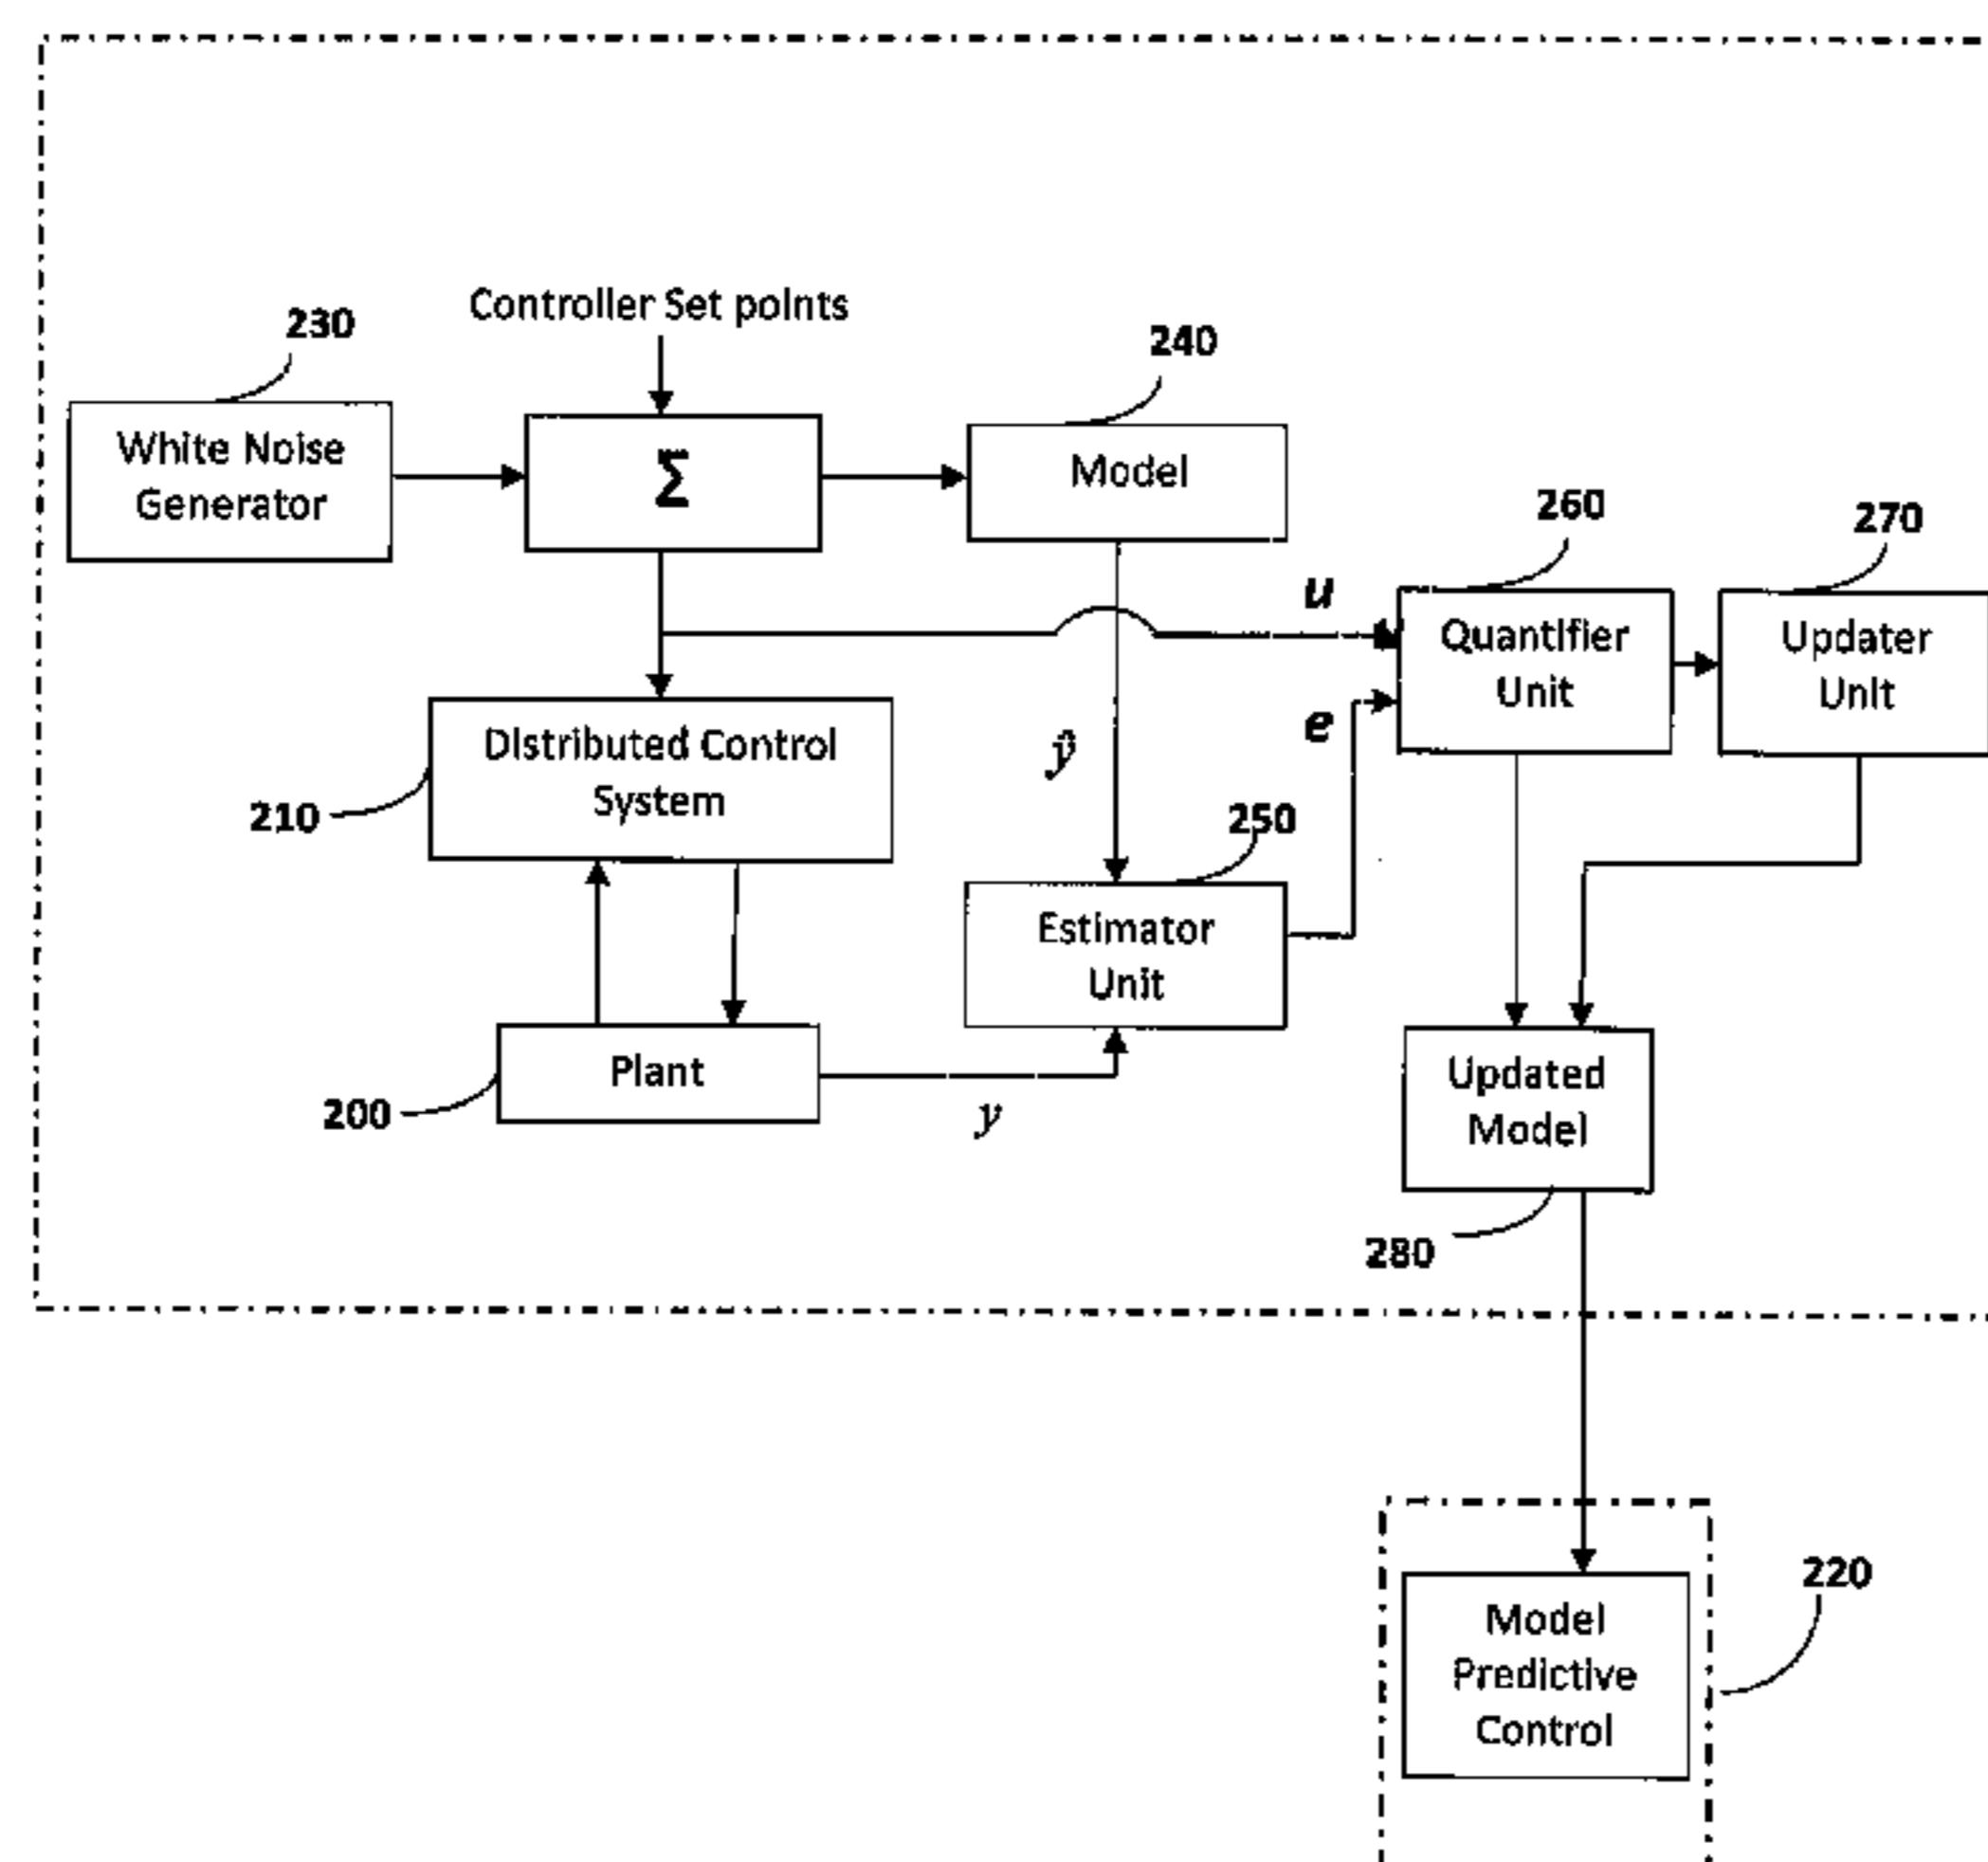 Controller Set points
230
240
White Noise
Generator
Σ
Model
260
270
u
Quantifier
Unit
Updater
Unit
e
Distributed Control
System
ŷ
210
250
Estimator
Unit
Plant
Updated
Model
200
y
280
220
Model
Predictive
Control